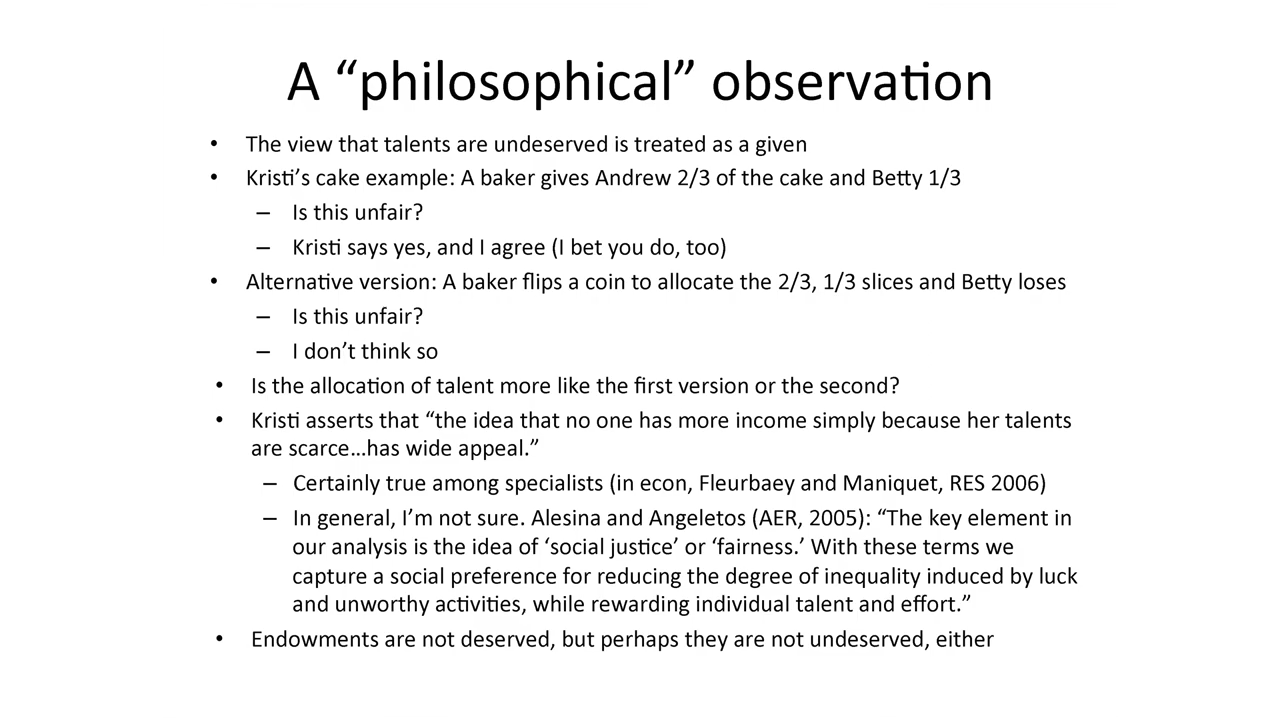 A “philosophical” observation
• The view that talents are undeserved is treated as a given
• Kristi’s cake example: A baker gives Andrew 2/3 of the cake and Betty 1/3
– Is this unfair?
– Kristi says yes, and I agree (I bet you do, too)
• Alternative version: A baker flips a coin to allocate the 2/3, 1/3 slices and Betty loses
– Is this unfair?
– I don’t think so
• Is the allocation of talent more like the first version or the second?
• Kristi asserts that “the idea that no one has more income simply because her talents
are scarce…has wide appeal.”
– Certainly true among specialists (in econ, Fleurbaey and Maniquet, RES 2006)
– In general, I’m not sure. Alesina and Angeletos (AER, 2005): “The key element in
our analysis is the idea of ‘social justice’ or ‘fairness.’ With these terms we
capture a social preference for reducing the degree of inequality induced by luck
and unworthy activities, while rewarding individual talent and effort.”
• Endowments are not deserved, but perhaps they are not undeserved, either